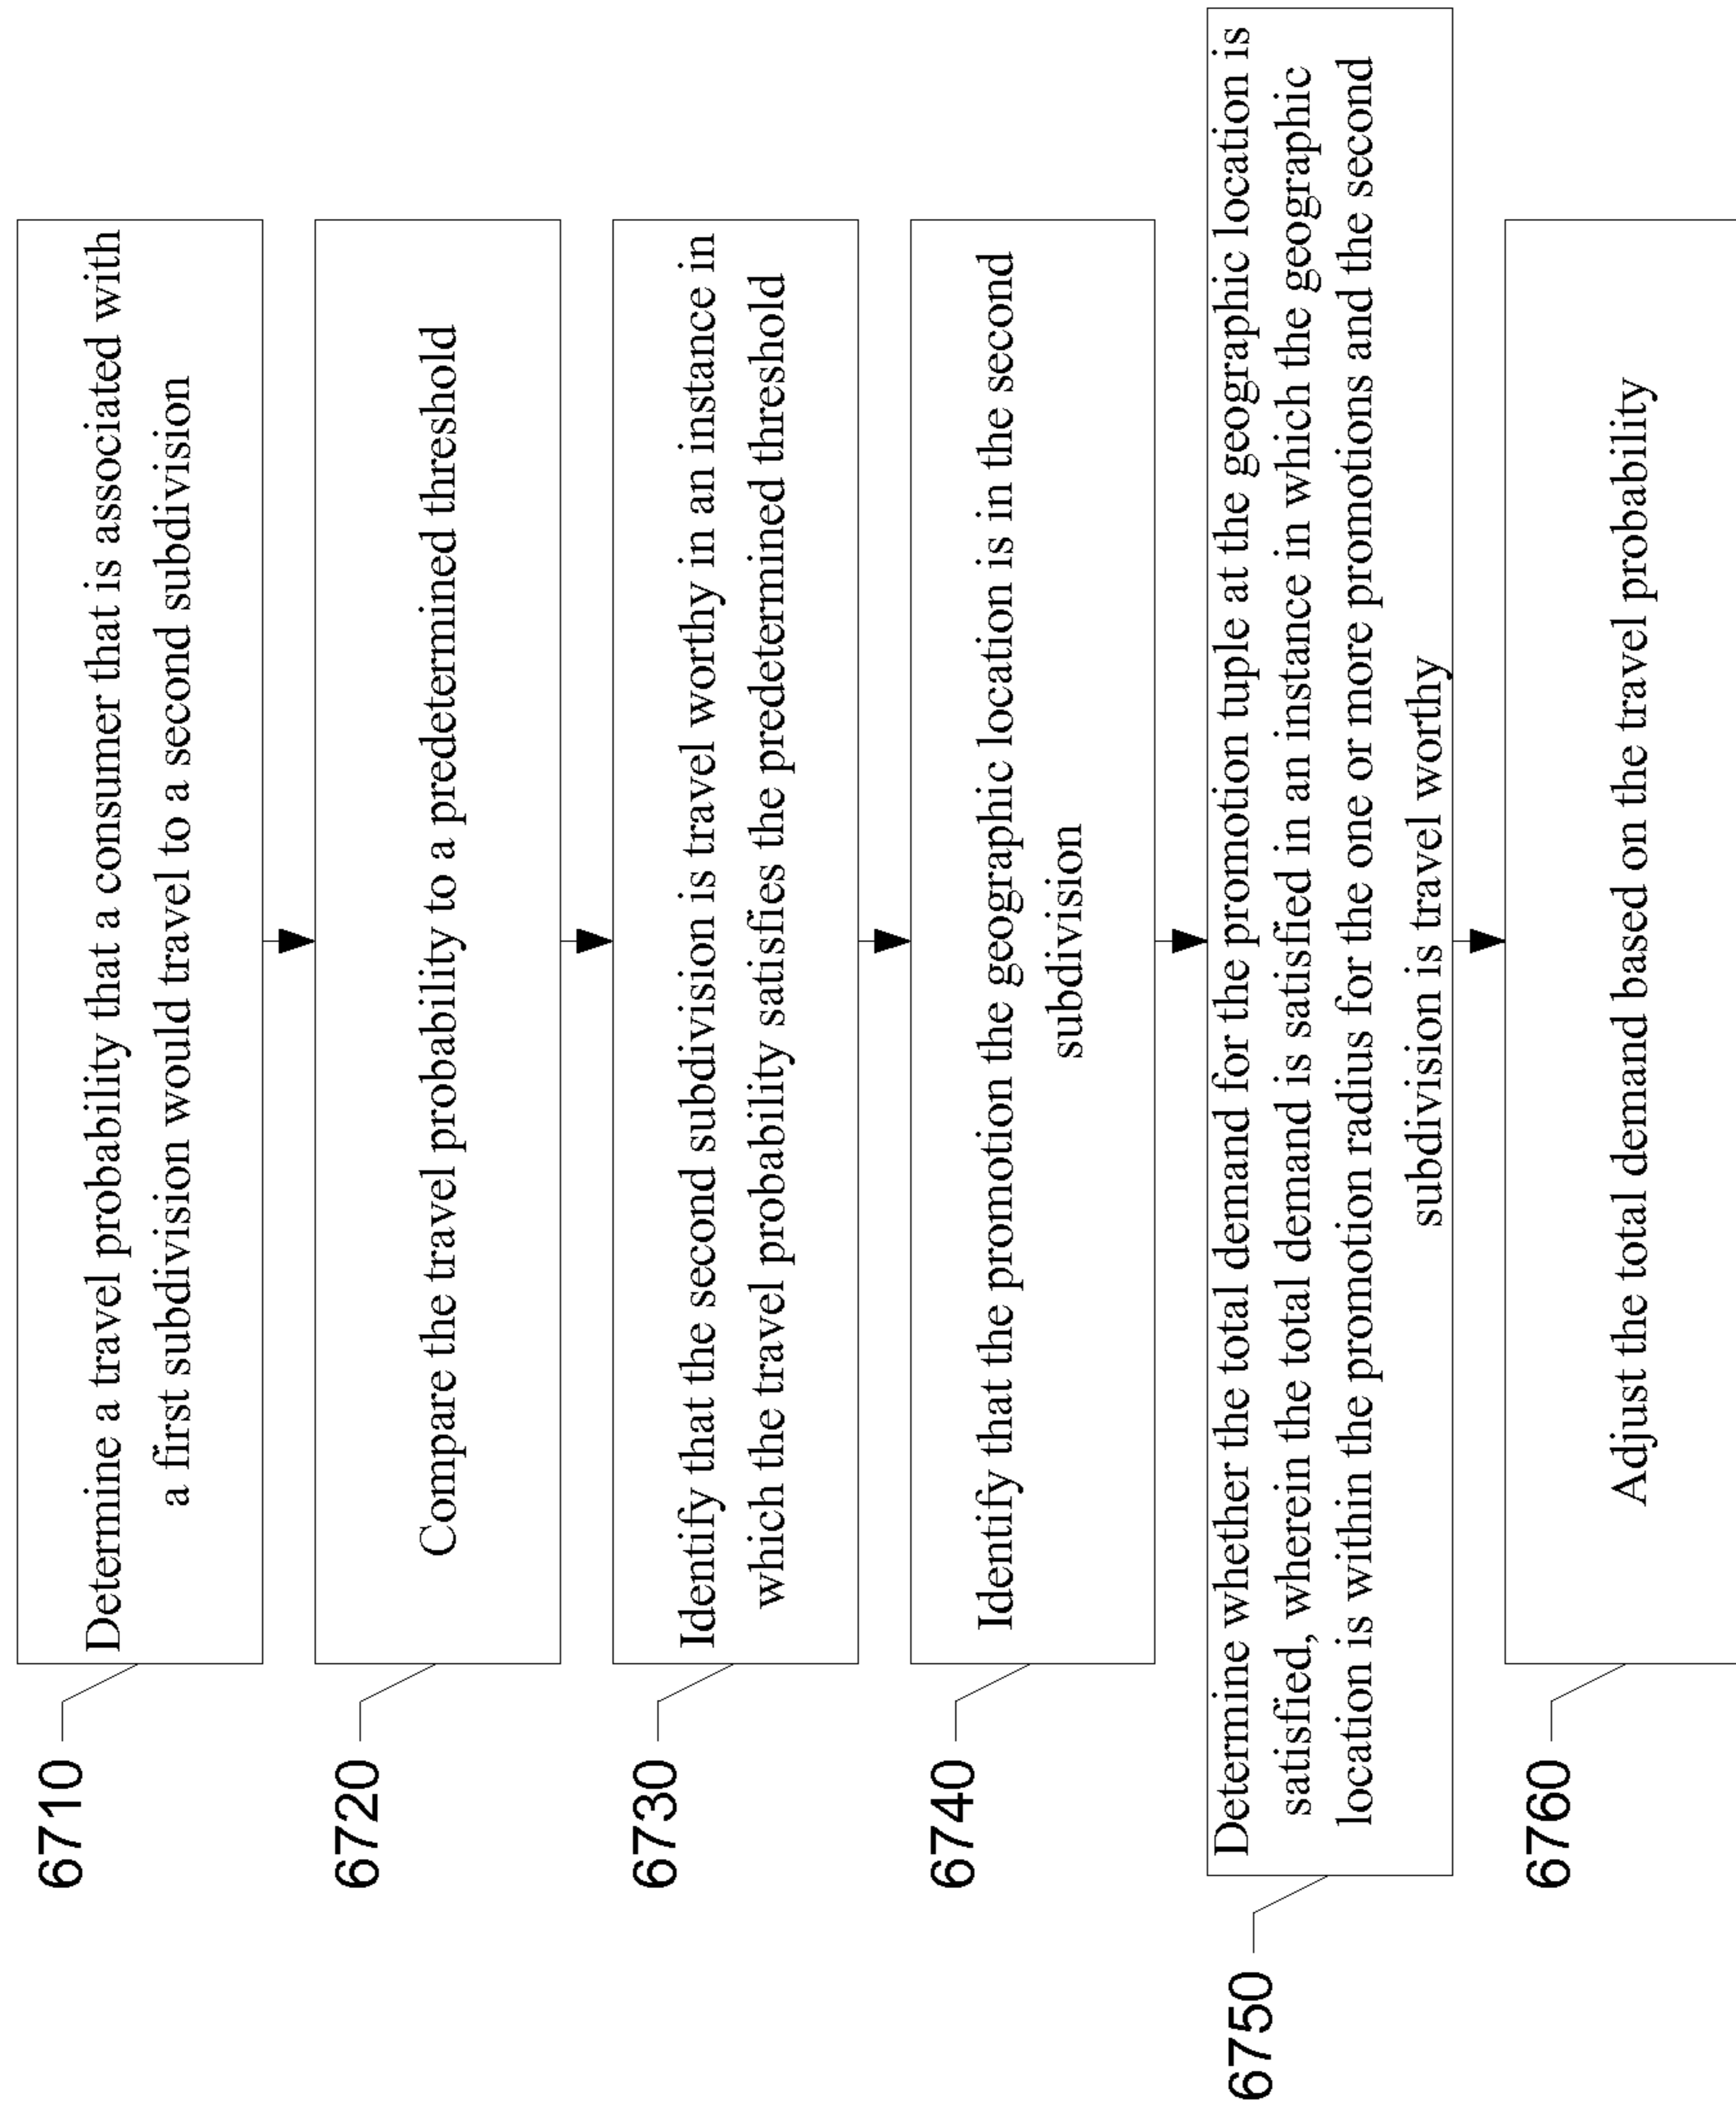 6710
Determine a travel probability that a consumer that is associated with
a first subdivision would travel to a second subdivision
6720
Compare the travel probability to a predetermined threshold
6730
Identify that the second subdivision is travel worthy in an instance in
which the travel probability satisfies the predetermined threshold
6740
Identify that the promotion the geographic location is in the second
subdivision
6750
Determine whether the total demand for the promotion tuple at the geographic location is
satisfied, wherein the total demand is satisfied in an instance in which the geographic
location is within the promotion radius for the one or more promotions and the second
subdivision is travel worthy
6760
Adjust the total demand based on the travel probability